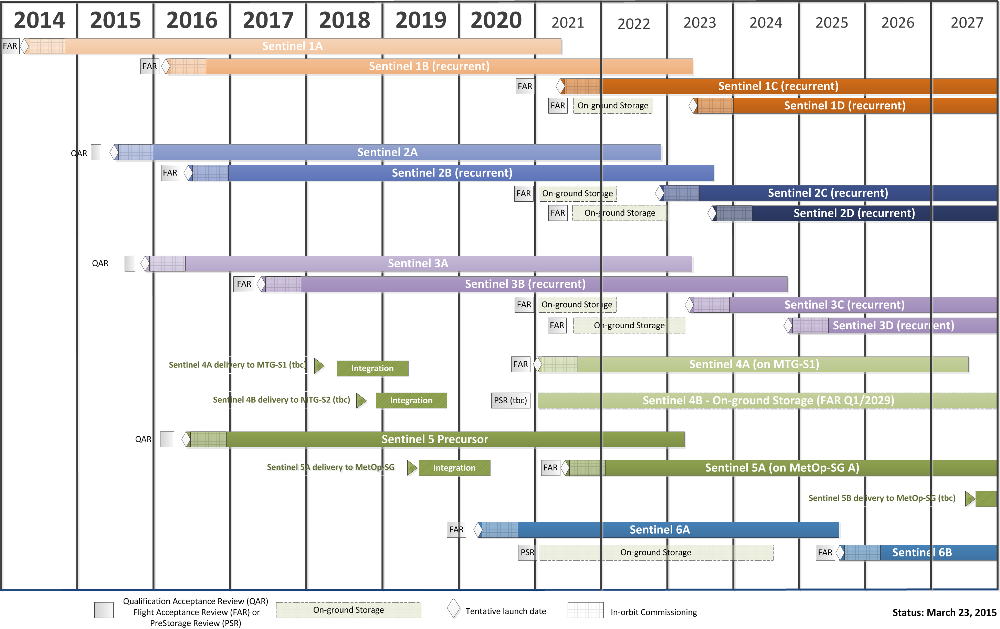 2014 2015 2016 2017 2018 2019 2020 2021 2022 2023 2024 2025 2026 2027
FAR Sentinel 1A
FAR Sentinel 1B (recurrent)
FAR Sentinel 1C (recurrent)
FAR On-ground Storage Sentinel 1D (recurrent)
QAR Sentinel 2A
FAR Sentinel 2B (recurrent)
FAR On-ground Storage Sentinel 2C (recurrent)
FAR On-ground Storage Sentinel 2D (recurrent)
QAR Sentinel 3A
FAR Sentinel 3B (recurrent)
FAR On-ground Storage Sentinel 3C (recurrent)
FAR On-ground Storage Sentinel 3D (recurrent)
Sentinel 4A delivery to MTG-S1 (tbc) Integration FAR Sentinel 4A (on MTG-S1)
Sentinel 4B delivery to MTG-S2 (tbc) Integration PSR (tbc) Sentinel 4B - On-ground Storage (FAR Q1/2029)
QAR Sentinel 5 Precursor
Sentinel 5A delivery to MetOp-SG Integration FAR Sentinel 5A (on MetOp-SG A)
Sentinel 5B delivery to MetOp-SG (tbc)
FAR Sentinel 6A
PSR On-ground Storage FAR Sentinel 6B
Qualification Acceptance Review (QAR)
Flight Acceptance Review (FAR) or
PreStorage Review (PSR)
On-ground Storage
Tentative launch date
In-orbit Commissioning
Status: March 23, 2015